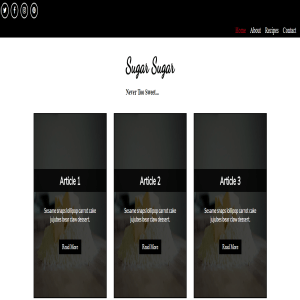 Home About Recipes Contact
Sugar Sugar
Never Too Sweet...
Article 1
Sesame snaps lollipop carrot cake
jujubes bear claw dessert.
Read More
Article 2
Sesame snaps lollipop carrot cake
jujubes bear claw dessert.
Read More
Article 3
Sesame snaps lollipop carrot cake
jujubes bear claw dessert.
Read More